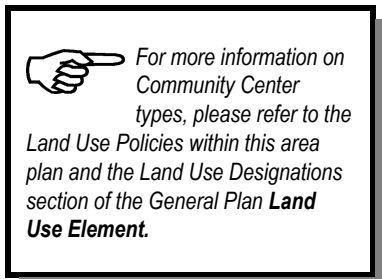 For more information on
Community Center
types, please refer to the
Land Use Policies within this area
plan and the Land Use Designations
section of the General Plan Land
Use Element.